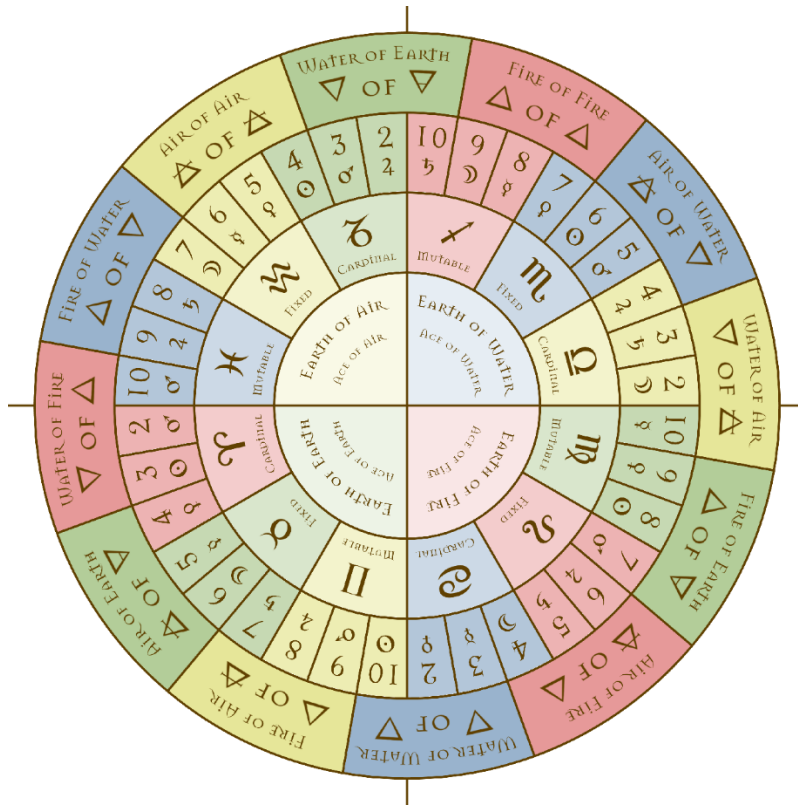 Water of Earth
🜄 OF 🜃
Fire of Fire
🜂 OF 🜂
Air of Water
🜁 OF 🜄
Water of Air
🜄 OF 🜁
Fire of Earth
🜂 OF 🜃
Air of Fire
🜁 OF 🜂
Water of Water
🜄 OF 🜄
Fire of Air
🜂 OF 🜁
Air of Earth
🜁 OF 🜃
Water of Fire
🜄 OF 🜂
Fire of Water
🜂 OF 🜄
Air of Air
🜁 OF 🜁
4 ☉
3 ♂
2 ♃
10 ♄
9 ☽
8 ☿
7 ♀
6 ☉
5 ♂
4 ♃
3 ♄
2 ☽
10 ☿
9 ♀
8 ☉
7 ♂
6 ♃
5 ♄
4 ☽
3 ☿
2 ♀
10 ☉
9 ♂
8 ♃
7 ♄
6 ☽
5 ☿
4 ♀
3 ☉
2 ♂
10 ♂
9 ♃
8 ♄
7 ☽
6 ☿
5 ♀
♑ Cardinal
♐ Mutable
♏ Fixed
♎ Cardinal
♍ Mutable
♌ Fixed
♋ Cardinal
♊ Mutable
♉ Fixed
♈ Cardinal
♓ Mutable
♒ Fixed
Earth of Air
Ace of Air
Earth of Water
Ace of Water
Earth of Fire
Ace of Fire
Earth of Earth
Ace of Earth